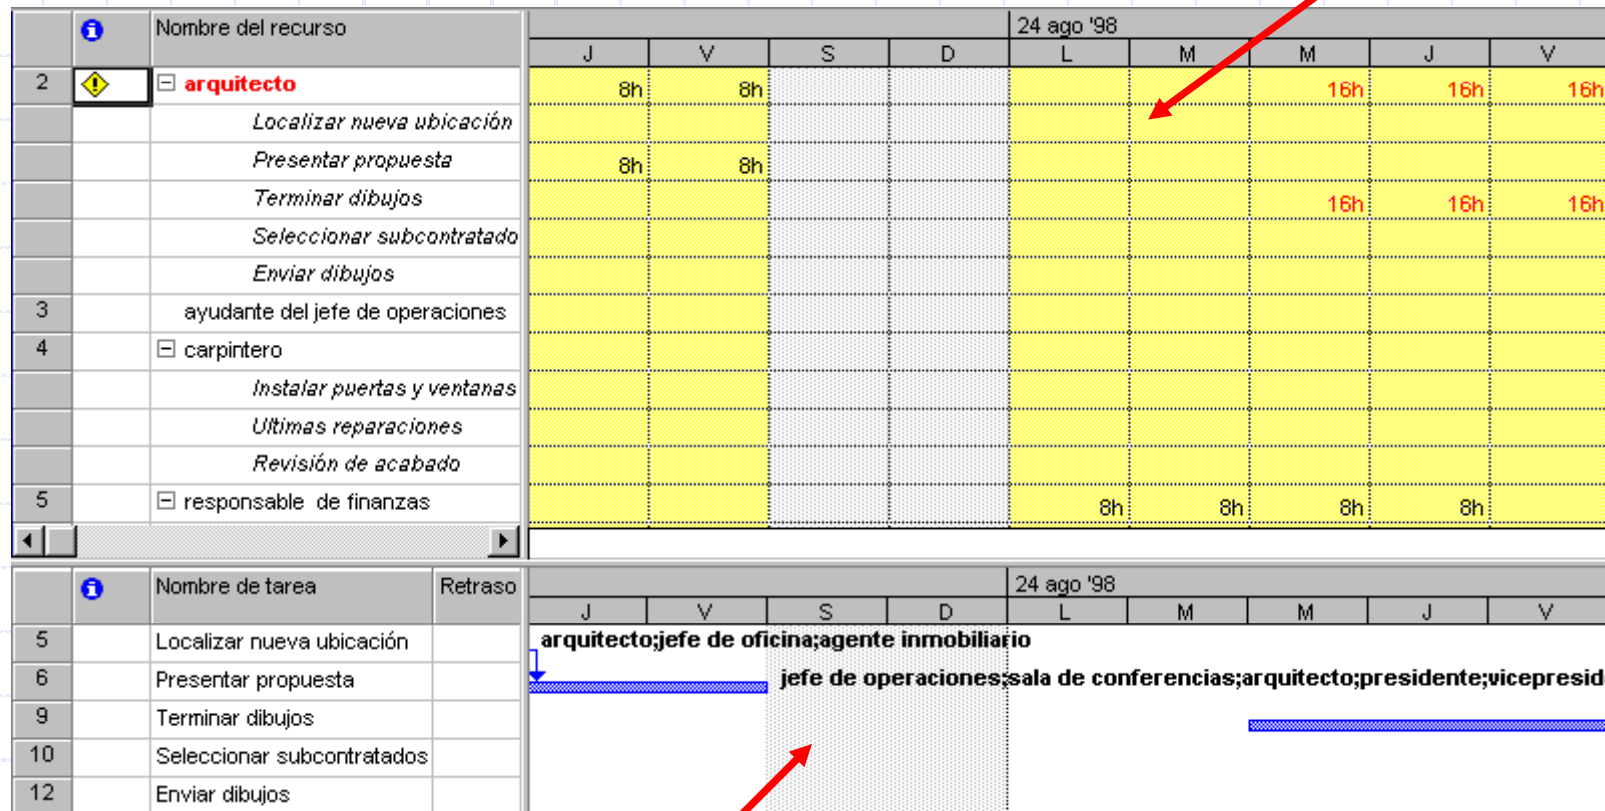 Nombre del recurso 24 ago '98
J V S D L M M J V
2 arquitecto 8h 8h 16h 16h 16h
Localizar nueva ubicación
Presentar propuesta 8h 8h
Terminar dibujos 16h 16h 16h
Seleccionar subcontratado
Enviar dibujos
3 ayudante del jefe de operaciones
4 carpintero
Instalar puertas y ventanas
Ultimas reparaciones
Revisión de acabado
5 responsable de finanzas 8h 8h 8h 8h
Nombre de tarea Retraso 24 ago '98
J V S D L M M J V
5 Localizar nueva ubicación arquitecto;jefe de oficina;agente inmobiliario
6 Presentar propuesta jefe de operaciones;sala de conferencias;arquitecto;presidente;vicepresid
9 Terminar dibujos
10 Seleccionar subcontratados
12 Enviar dibujos